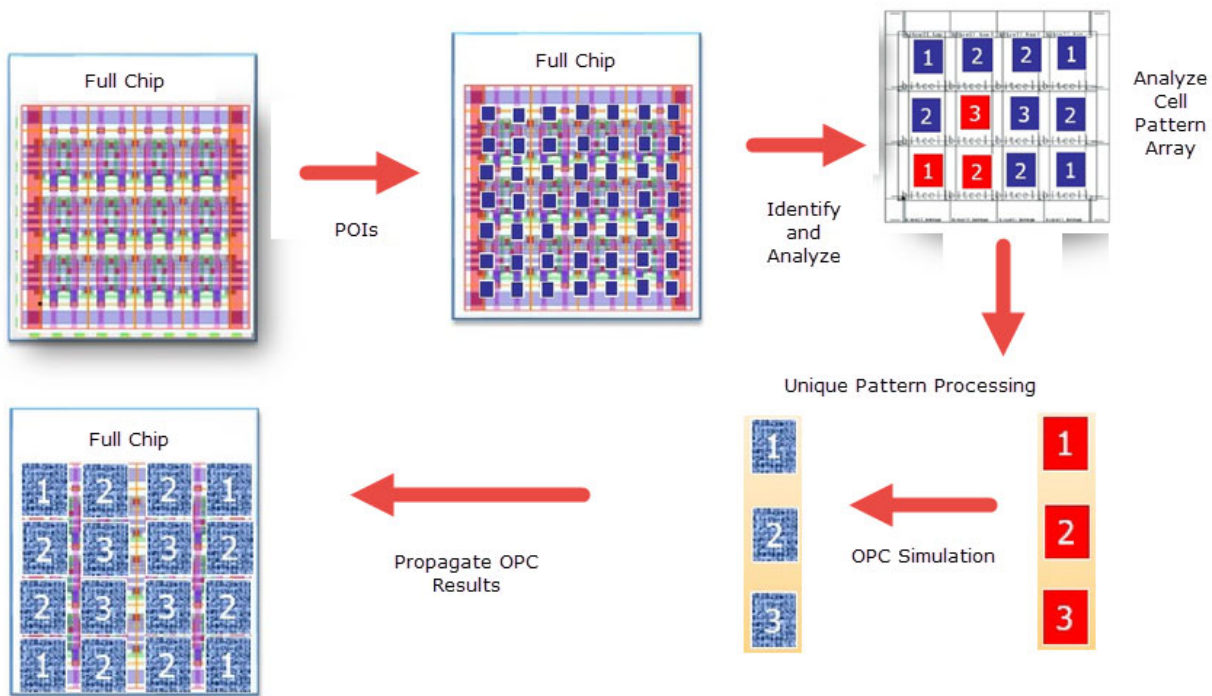 Full Chip
POIs
Full Chip
Identify
and
Analyze
1 2 2 1
2 3 3 2
1 2 2 1
Analyze
Cell
Pattern
Array
Unique Pattern Processing
1
2
3
OPC Simulation
1
2
3
Propagate OPC
Results
Full Chip
1 2 2 1
2 3 3 2
2 3 3 2
1 2 2 1